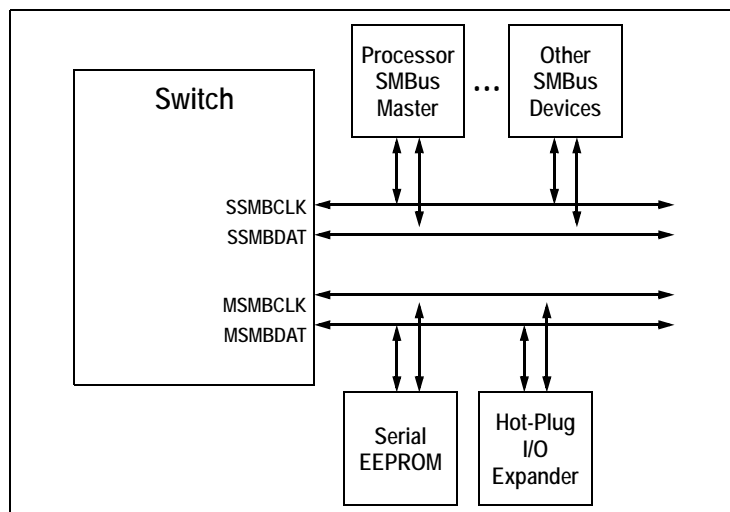 Processor
SMBus
Master
...
Other
SMBus
Devices
Switch
SSMBCLK
SSMBDAT
MSMBCLK
MSMBDAT
Serial
EEPROM
Hot-Plug
I/O
Expander